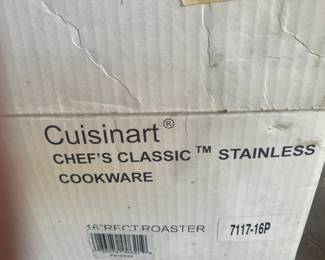 Cuisinart®
CHEF'S CLASSIC™ STAINLESS
COOKWARE
16"RECT ROASTER
7117-16P